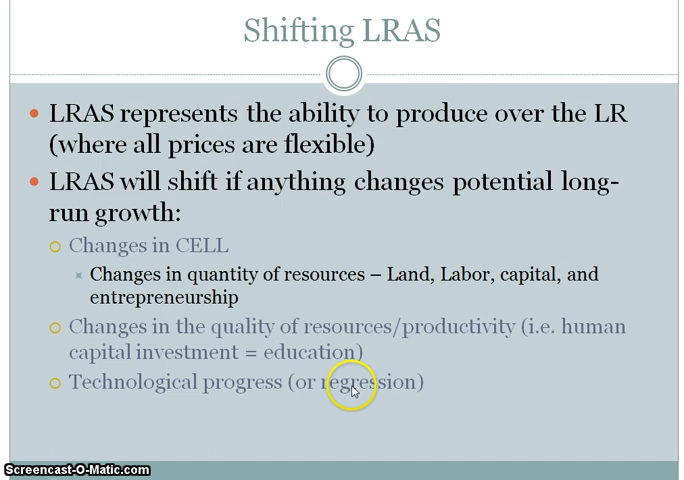 Shifting LRAS
LRAS represents the ability to produce over the LR
(where all prices are flexible)
LRAS will shift if anything changes potential long-
run growth:
Changes in CELL
Changes in quantity of resources – Land, Labor, capital, and
entrepreneurship
Changes in the quality of resources/productivity (i.e. human
capital investment = education)
Technological progress (or regression)
Screencast-O-Matic.com